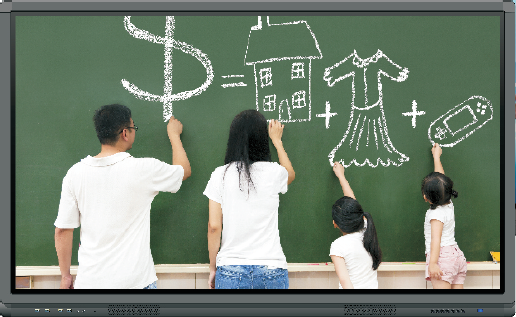 $ = + +